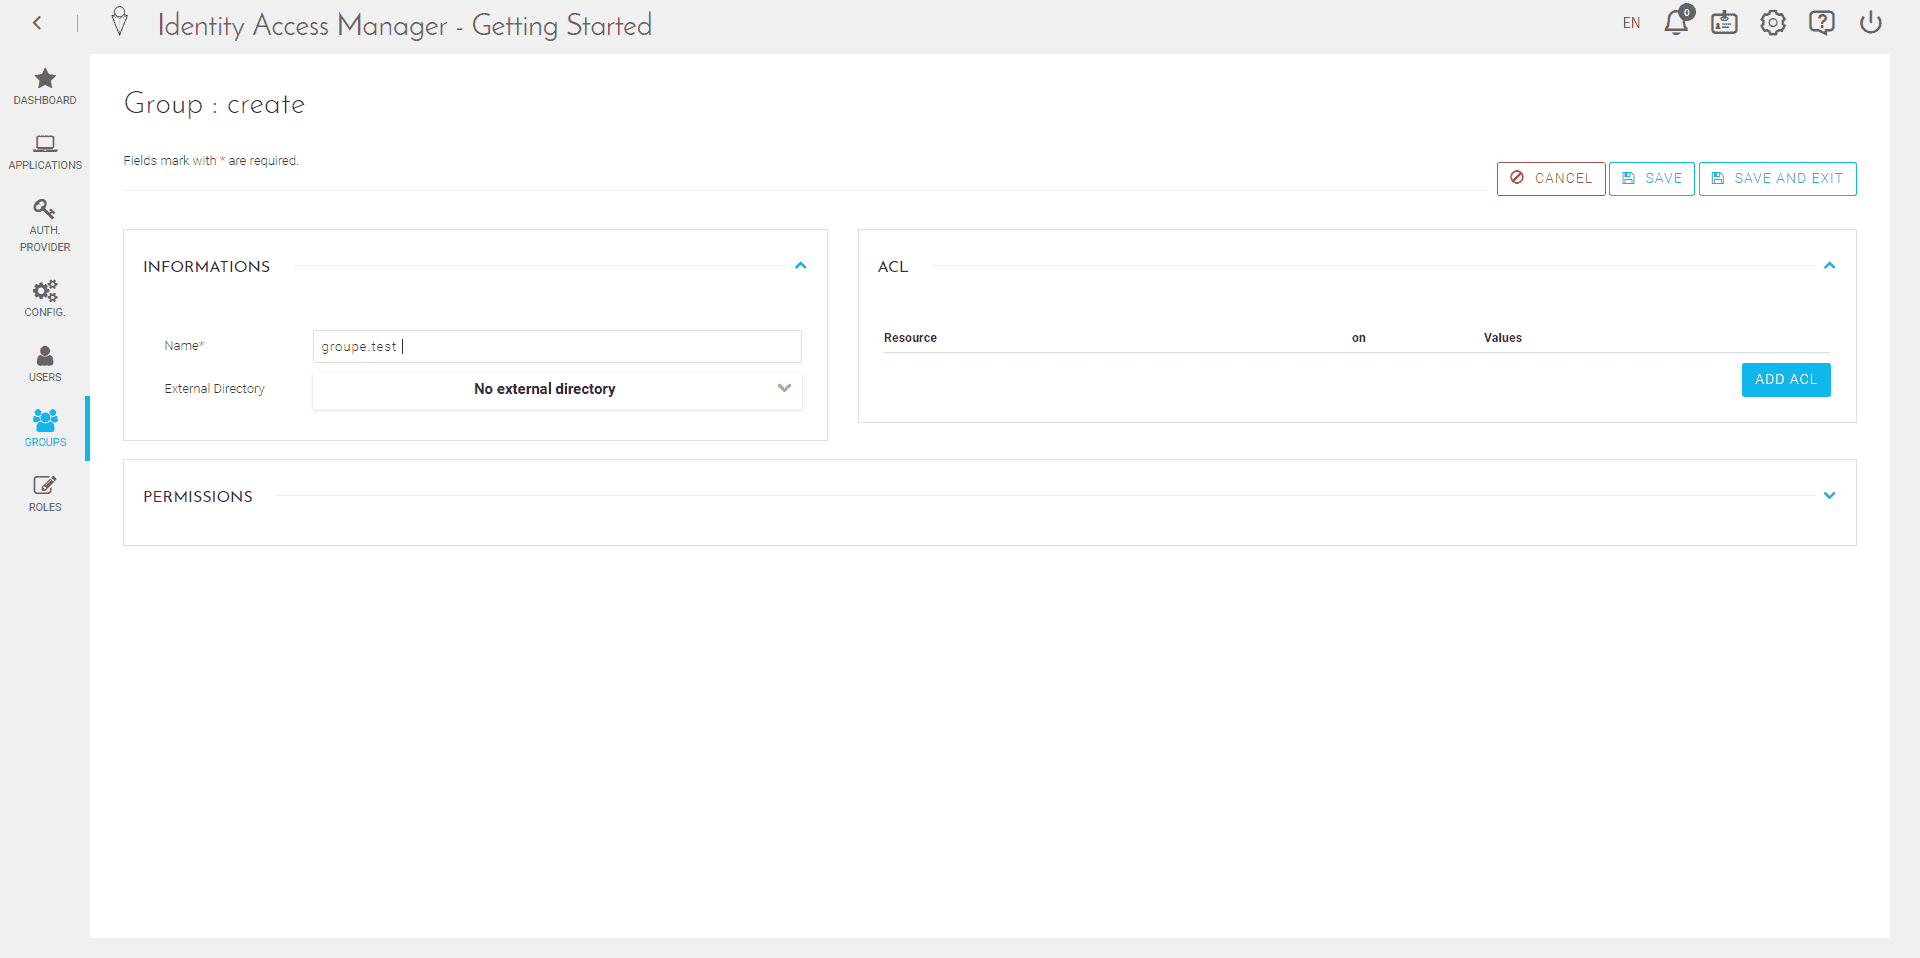 Identity Access Manager - Getting Started
EN
0
DASHBOARD
APPLICATIONS
AUTH.
PROVIDER
CONFIG.
USERS
GROUPS
ROLES
Group : create
Fields mark with * are required.
CANCEL
SAVE
SAVE AND EXIT
INFORMATIONS
Name*
groupe.test
External Directory
No external directory
ACL
Resource on Values
ADD ACL
PERMISSIONS